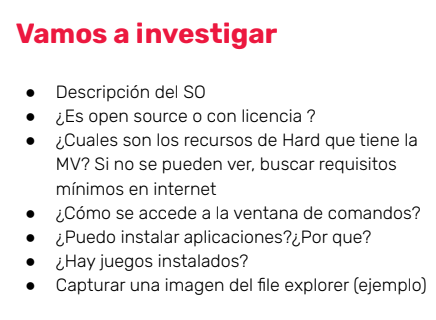 Vamos a investigar
● Descripción del SO
● ¿Es open source o con licencia ?
● ¿Cuales son los recursos de Hard que tiene la
MV? Si no se pueden ver, buscar requisitos
mínimos en internet
● ¿Cómo se accede a la ventana de comandos?
● ¿Puedo instalar aplicaciones?¿Por que?
● ¿Hay juegos instalados?
● Capturar una imagen del file explorer (ejemplo)